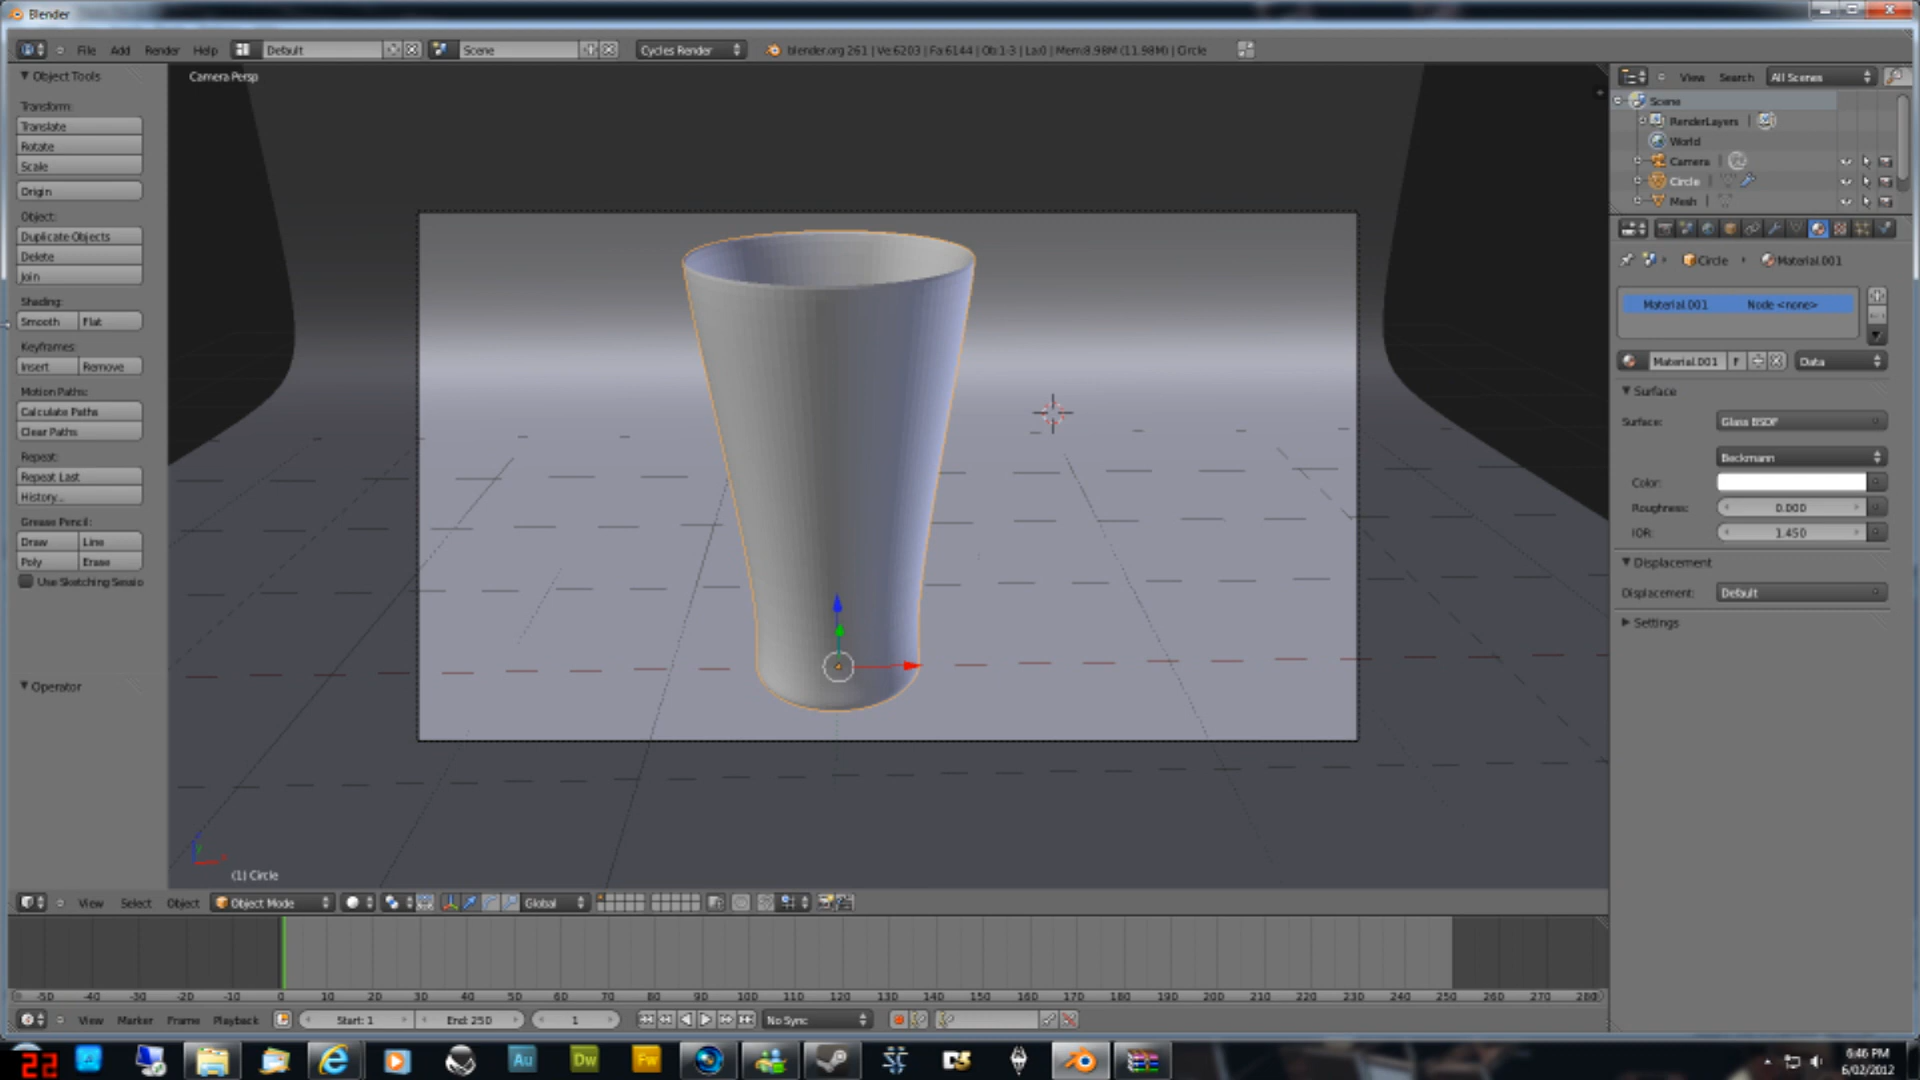 Blender
File Add Render Help Default Scene Cycles Render blender.org 261 | Ve:6203 | Fa:6144 | Ob:1-3 | La:0 | Mem:8.98M (11.98M) | Circle
Object Tools
Transform:
Translate
Rotate
Scale
Origin
Object:
Duplicate Objects
Delete
Join
Shading:
Smooth Flat
Keyframes:
Insert Remove
Motion Paths:
Calculate Paths
Clear Paths
Repeat:
Repeat Last
History...
Grease Pencil:
Draw Line
Poly Erase
Use Sketching Sessio
Operator
Camera Persp
(1) Circle
View Select Object Object Mode Global
View Search All Scenes
Scene
RenderLayers
World
Camera
Circle
Mesh
Circle Material.001
Material.001 Node <none>
Material.001 F Data
Surface
Surface: Glass BSDF
Beckmann
Color:
Roughness: 0.000
IOR: 1.450
Displacement
Displacement: Default
Settings
-50 -40 -30 -20 -10 0 10 20 30 40 50 60 70 80 90 100 110 120 130 140 150 160 170 180 190 200 210 220 230 240 250 260 270 280
View Marker Frame Playback Start: 1 End: 250 1 No Sync
22 Au Dw Fw
6:46 PM
6/02/2012